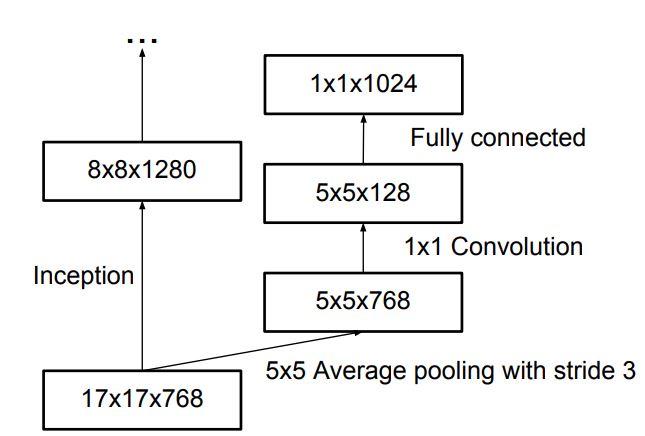 ...
1x1x1024
Fully connected
8x8x1280
5x5x128
1x1 Convolution
Inception
5x5x768
5x5 Average pooling with stride 3
17x17x768